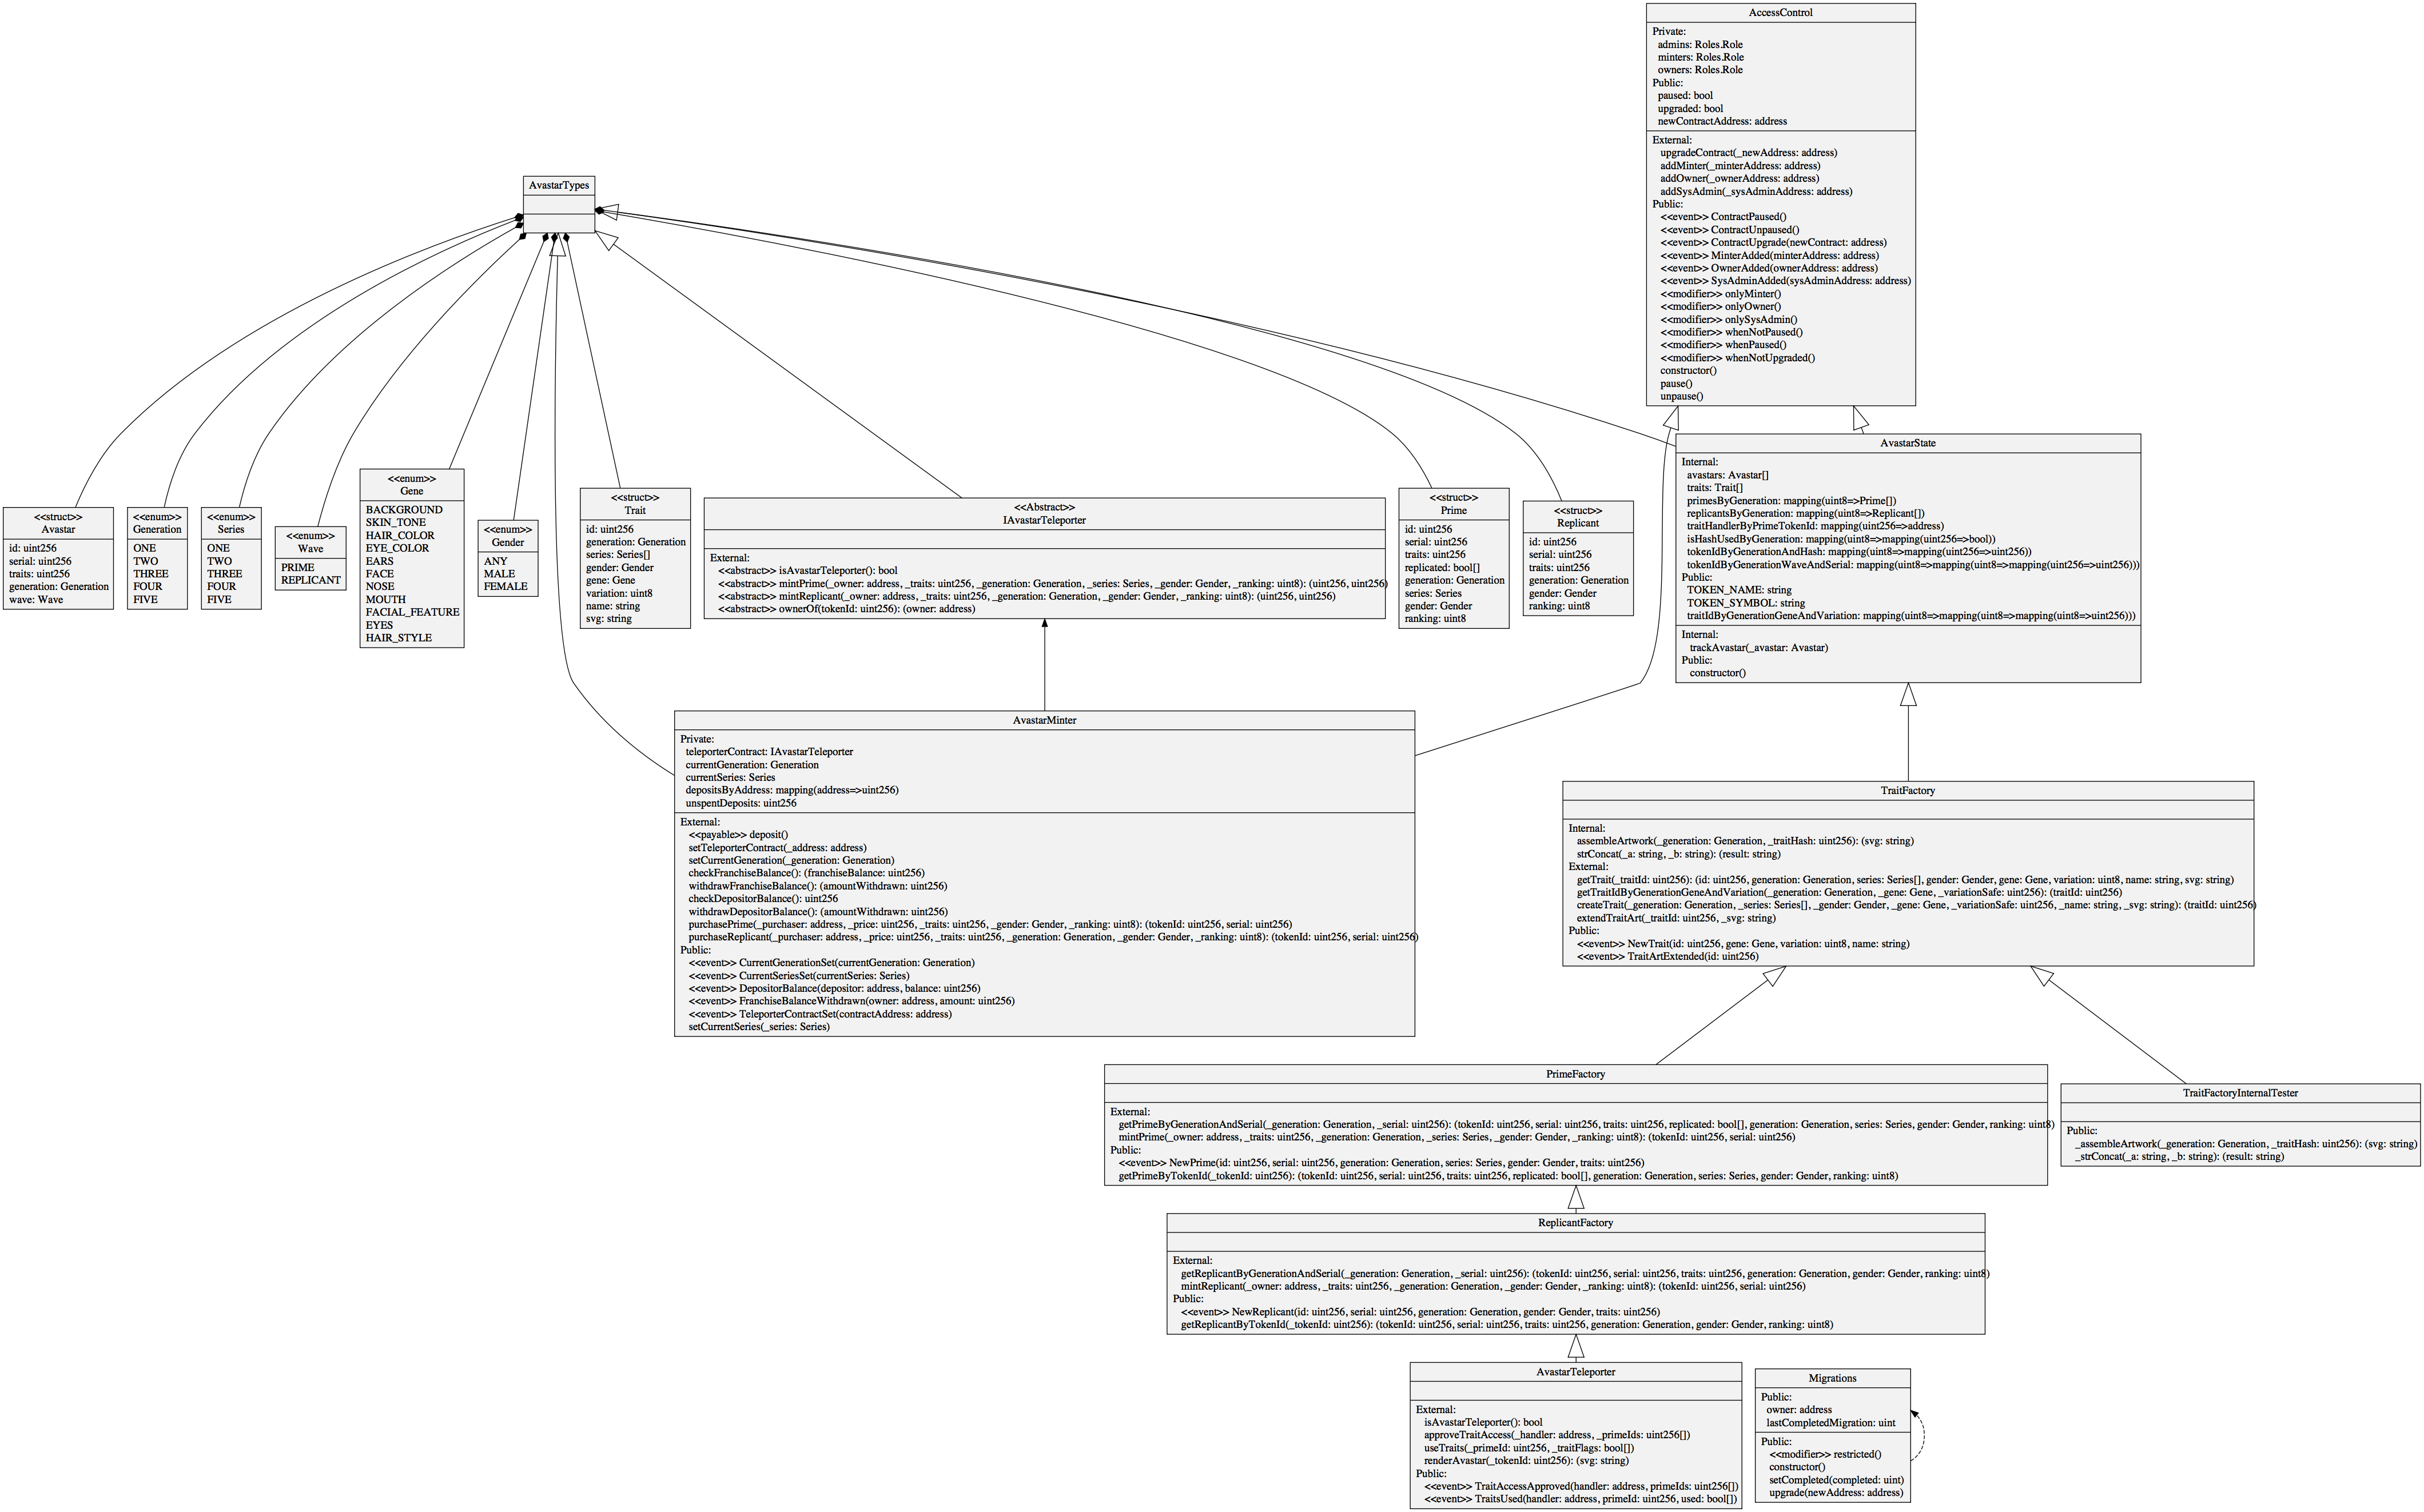 AccessControl
Private:
admins: Roles.Role
minters: Roles.Role
owners: Roles.Role
Public:
paused: bool
upgraded: bool
newContractAddress: address
External:
upgradeContract(_newAddress: address)
addMinter(_minterAddress: address)
addOwner(_ownerAddress: address)
addSysAdmin(_sysAdminAddress: address)
Public:
<<event>> ContractPaused()
<<event>> ContractUnpaused()
<<event>> ContractUpgrade(newContract: address)
<<event>> MinterAdded(minterAddress: address)
<<event>> OwnerAdded(ownerAddress: address)
<<event>> SysAdminAdded(sysAdminAddress: address)
<<modifier>> onlyMinter()
<<modifier>> onlyOwner()
<<modifier>> onlySysAdmin()
<<modifier>> whenNotPaused()
<<modifier>> whenPaused()
<<modifier>> whenNotUpgraded()
constructor()
pause()
unpause()
AvastarTypes
<<struct>>
Avastar
id: uint256
serial: uint256
traits: uint256
generation: Generation
wave: Wave
<<enum>>
Generation
ONE
TWO
THREE
FOUR
FIVE
<<enum>>
Series
ONE
TWO
THREE
FOUR
FIVE
<<enum>>
Wave
PRIME
REPLICANT
<<enum>>
Gene
BACKGROUND
SKIN_TONE
HAIR_COLOR
EYE_COLOR
EARS
FACE
NOSE
MOUTH
FACIAL_FEATURE
EYES
HAIR_STYLE
<<enum>>
Gender
ANY
MALE
FEMALE
<<struct>>
Trait
id: uint256
generation: Generation
series: Series[]
gender: Gender
gene: Gene
variation: uint8
name: string
svg: string
<<Abstract>>
IAvastarTeleporter
External:
<<abstract>> isAvastarTeleporter(): bool
<<abstract>> mintPrime(_owner: address, _traits: uint256, _generation: Generation, _series: Series, _gender: Gender, _ranking: uint8): (uint256, uint256)
<<abstract>> mintReplicant(_owner: address, _traits: uint256, _generation: Generation, _gender: Gender, _ranking: uint8): (uint256, uint256)
<<abstract>> ownerOf(tokenId: uint256): (owner: address)
<<struct>>
Prime
id: uint256
serial: uint256
traits: uint256
replicated: bool[]
generation: Generation
series: Series
gender: Gender
ranking: uint8
<<struct>>
Replicant
id: uint256
serial: uint256
traits: uint256
generation: Generation
gender: Gender
ranking: uint8
AvastarState
Internal:
avastars: Avastar[]
traits: Trait[]
primesByGeneration: mapping(uint8=>Prime[])
replicantsByGeneration: mapping(uint8=>Replicant[])
traitHandlerByPrimeTokenId: mapping(uint256=>address)
isHashUsedByGeneration: mapping(uint8=>mapping(uint256=>bool))
tokenIdByGenerationAndHash: mapping(uint8=>mapping(uint256=>uint256))
tokenIdByGenerationWaveAndSerial: mapping(uint8=>mapping(uint8=>mapping(uint256=>uint256)))
Public:
TOKEN_NAME: string
TOKEN_SYMBOL: string
traitIdByGenerationGeneAndVariation: mapping(uint8=>mapping(uint8=>mapping(uint8=>uint256)))
Internal:
trackAvastar(_avastar: Avastar)
Public:
constructor()
AvastarMinter
Private:
teleporterContract: IAvastarTeleporter
currentGeneration: Generation
currentSeries: Series
depositsByAddress: mapping(address=>uint256)
unspentDeposits: uint256
External:
<<payable>> deposit()
setTeleporterContract(_address: address)
setCurrentGeneration(_generation: Generation)
checkFranchiseBalance(): (franchiseBalance: uint256)
withdrawFranchiseBalance(): (amountWithdrawn: uint256)
checkDepositorBalance(): uint256
withdrawDepositorBalance(): (amountWithdrawn: uint256)
purchasePrime(_purchaser: address, _price: uint256, _traits: uint256, _gender: Gender, _ranking: uint8): (tokenId: uint256, serial: uint256)
purchaseReplicant(_purchaser: address, _price: uint256, _traits: uint256, _generation: Generation, _gender: Gender, _ranking: uint8): (tokenId: uint256, serial: uint256)
Public:
<<event>> CurrentGenerationSet(currentGeneration: Generation)
<<event>> CurrentSeriesSet(currentSeries: Series)
<<event>> DepositorBalance(depositor: address, balance: uint256)
<<event>> FranchiseBalanceWithdrawn(owner: address, amount: uint256)
<<event>> TeleporterContractSet(contractAddress: address)
setCurrentSeries(_series: Series)
TraitFactory
Internal:
assembleArtwork(_generation: Generation, _traitHash: uint256): (svg: string)
strConcat(_a: string, _b: string): (result: string)
External:
getTrait(_traitId: uint256): (id: uint256, generation: Generation, series: Series[], gender: Gender, gene: Gene, variation: uint8, name: string, svg: string)
getTraitIdByGenerationGeneAndVariation(_generation: Generation, _gene: Gene, _variationSafe: uint256): (traitId: uint256)
createTrait(_generation: Generation, _series: Series[], _gender: Gender, _gene: Gene, _variationSafe: uint256, _name: string, _svg: string): (traitId: uint256)
extendTraitArt(_traitId: uint256, _svg: string)
Public:
<<event>> NewTrait(id: uint256, gene: Gene, variation: uint8, name: string)
<<event>> TraitArtExtended(id: uint256)
PrimeFactory
External:
getPrimeByGenerationAndSerial(_generation: Generation, _serial: uint256): (tokenId: uint256, serial: uint256, traits: uint256, replicated: bool[], generation: Generation, series: Series, gender: Gender, ranking: uint8)
mintPrime(_owner: address, _traits: uint256, _generation: Generation, _series: Series, _gender: Gender, _ranking: uint8): (tokenId: uint256, serial: uint256)
Public:
<<event>> NewPrime(id: uint256, serial: uint256, generation: Generation, series: Series, gender: Gender, traits: uint256)
getPrimeByTokenId(_tokenId: uint256): (tokenId: uint256, serial: uint256, traits: uint256, replicated: bool[], generation: Generation, series: Series, gender: Gender, ranking: uint8)
TraitFactoryInternalTester
Public:
_assembleArtwork(_generation: Generation, _traitHash: uint256): (svg: string)
_strConcat(_a: string, _b: string): (result: string)
ReplicantFactory
External:
getReplicantByGenerationAndSerial(_generation: Generation, _serial: uint256): (tokenId: uint256, serial: uint256, traits: uint256, generation: Generation, gender: Gender, ranking: uint8)
mintReplicant(_owner: address, _traits: uint256, _generation: Generation, _gender: Gender, _ranking: uint8): (tokenId: uint256, serial: uint256)
Public:
<<event>> NewReplicant(id: uint256, serial: uint256, generation: Generation, gender: Gender, traits: uint256)
getReplicantByTokenId(_tokenId: uint256): (tokenId: uint256, serial: uint256, traits: uint256, generation: Generation, gender: Gender, ranking: uint8)
AvastarTeleporter
External:
isAvastarTeleporter(): bool
approveTraitAccess(_handler: address, _primeIds: uint256[])
useTraits(_primeId: uint256, _traitFlags: bool[])
renderAvastar(_tokenId: uint256): (svg: string)
Public:
<<event>> TraitAccessApproved(handler: address, primeIds: uint256[])
<<event>> TraitsUsed(handler: address, primeId: uint256, used: bool[])
Migrations
Public:
owner: address
lastCompletedMigration: uint
Public:
<<modifier>> restricted()
constructor()
setCompleted(completed: uint)
upgrade(newAddress: address)